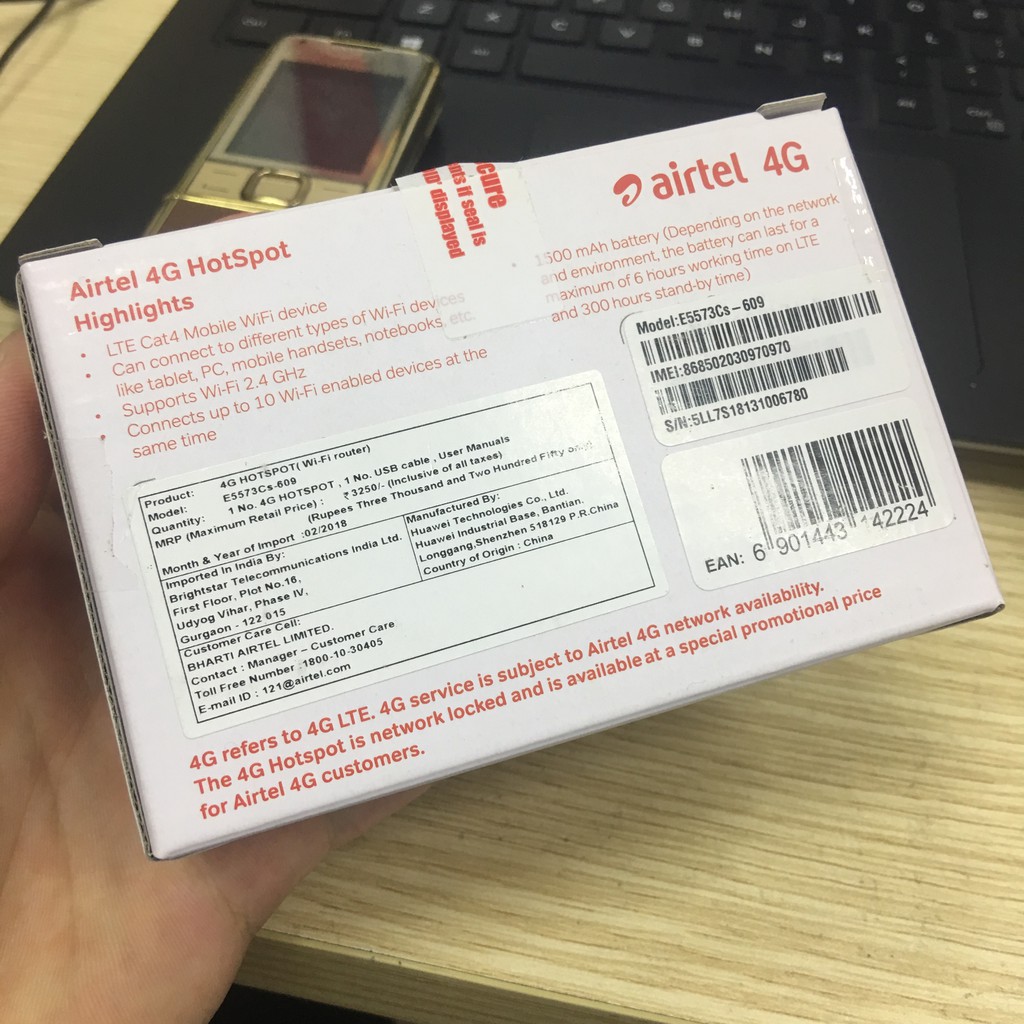 cure
nts if seal is
displayed
airtel 4G
Airtel 4G HotSpot
Highlights
• LTE Cat4 Mobile WiFi device
• Can connect to different types of Wi-Fi devices
like tablet, PC, mobile handsets, notebooks, etc.
• Supports Wi-Fi 2.4 GHz
• Connects up to 10 Wi-Fi enabled devices at the
same time
• 1500 mAh battery (Depending on the network
and environment, the battery can last for a
maximum of 6 hours working time on LTE
and 300 hours stand-by time)
Model:E5573Cs-609
IMEI:868502030970970
S/N:5LL7S18131006780
EAN: 6 901443 142224
Product: 4G HOTSPOT( Wi-Fi router)
Model: E5573Cs-609
Quantity: 1 No. 4G HOTSPOT , 1 No. USB cable , User Manuals
MRP (Maximum Retail Price) : ₹ 3250/- (Inclusive of all taxes)
(Rupees Three Thousand and Two Hundred Fifty only)
Month & Year of Import :02/2018
Imported In India By:
Brightstar Telecommunications India Ltd.
First Floor, Plot No.16,
Udyog Vihar, Phase IV,
Gurgaon - 122 015
Manufactured By:
Huawei Technologies Co., Ltd.
Huawei Industrial Base, Bantian,
Longgang,Shenzhen 518129 P.R.China
Country of Origin : China
Customer Care Cell:
BHARTI AIRTEL LIMITED.
Contact : Manager – Customer Care
Toll Free Number :1800-10-30405
E-mail ID : 121@airtel.com
4G refers to 4G LTE. 4G service is subject to Airtel 4G network availability.
The 4G Hotspot is network locked and is available at a special promotional price
for Airtel 4G customers.